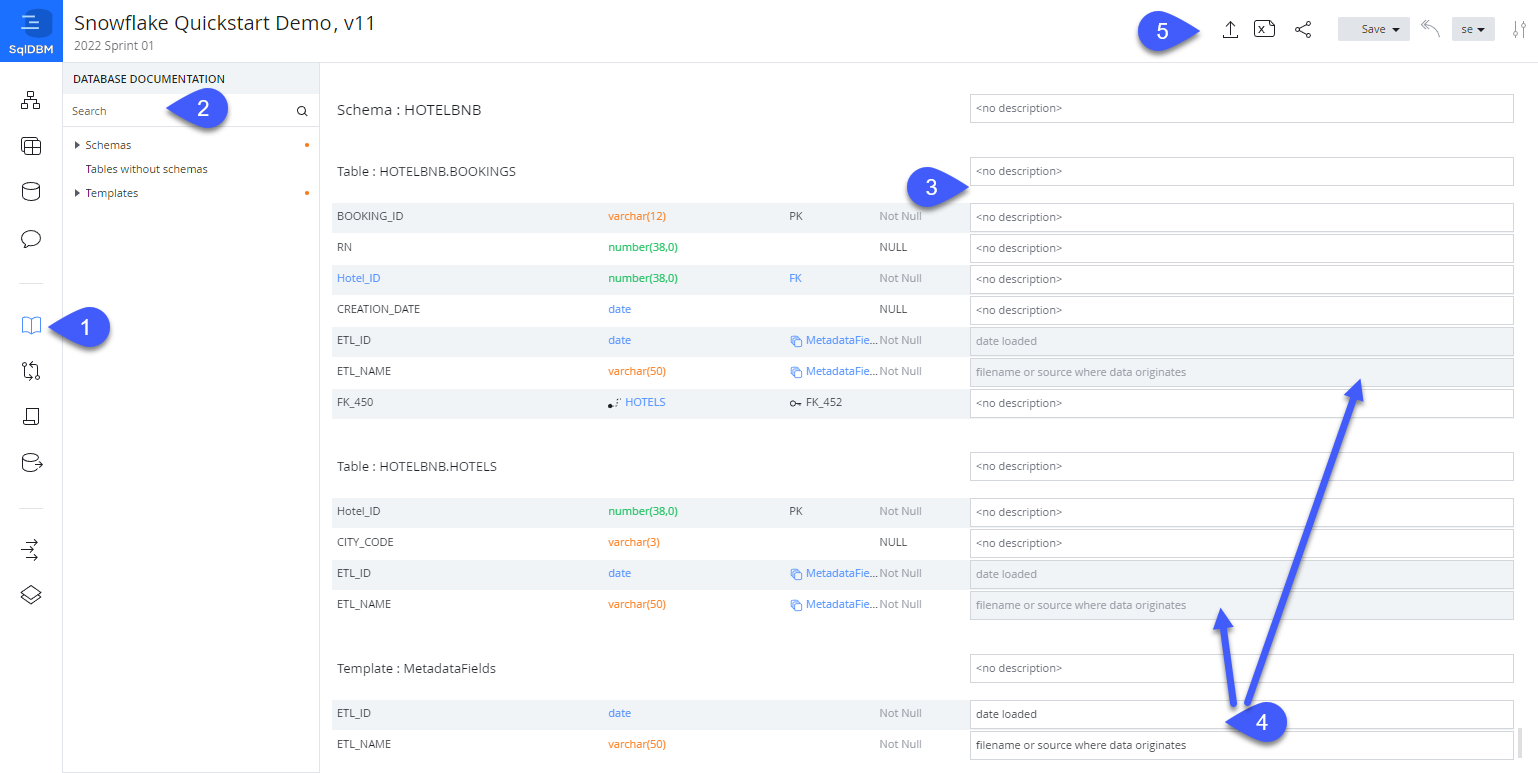 Snowflake Quickstart Demo, v11
2022 Sprint 01
5
X
Save
se
SqlDBM
DATABASE DOCUMENTATION
Search
2
Schemas
Tables without schemas
Templates
1
Schema : HOTELBNB <no description>
Table : HOTELBNB.BOOKINGS <no description>
3
BOOKING_ID varchar(12) PK Not Null <no description>
RN number(38,0) NULL <no description>
Hotel_ID number(38,0) FK Not Null <no description>
CREATION_DATE date NULL <no description>
ETL_ID date MetadataFie... Not Null date loaded
ETL_NAME varchar(50) MetadataFie... Not Null filename or source where data originates
FK_450 HOTELS FK_452 <no description>
Table : HOTELBNB.HOTELS <no description>
Hotel_ID number(38,0) PK Not Null <no description>
CITY_CODE varchar(3) NULL <no description>
ETL_ID date MetadataFie... Not Null date loaded
ETL_NAME varchar(50) MetadataFie... Not Null filename or source where data originates
Template : MetadataFields <no description>
ETL_ID date Not Null date loaded
4
ETL_NAME varchar(50) Not Null filename or source where data originates